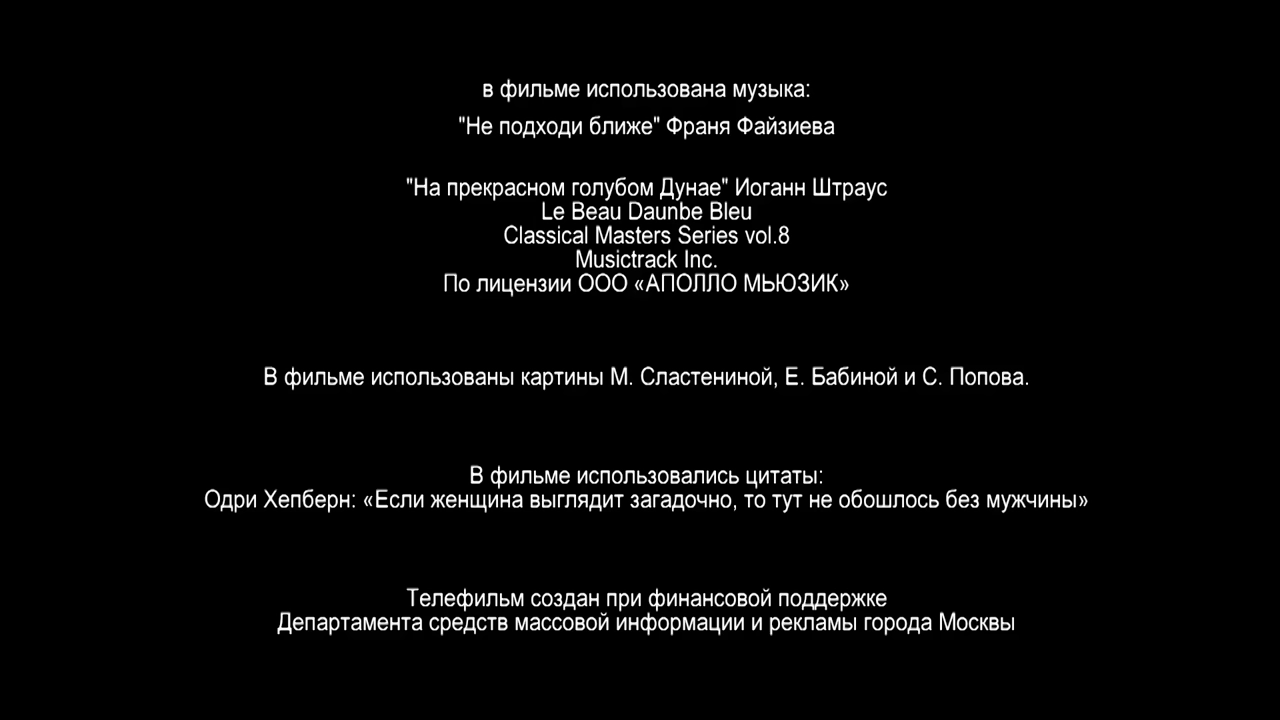 в фильме использована музыка:
"Не подходи ближе" Франя Файзиева
"На прекрасном голубом Дунае" Иоганн Штраус
Le Beau Daunbe Bleu
Classical Masters Series vol.8
Musictrack Inc.
По лицензии ООО «АПОЛЛО МЬЮЗИК»
В фильме использованы картины М. Сластениной, Е. Бабиной и С. Попова.
В фильме использовались цитаты:
Одри Хепберн: «Если женщина выглядит загадочно, то тут не обошлось без мужчины»
Телефильм создан при финансовой поддержке
Департамента средств массовой информации и рекламы города Москвы